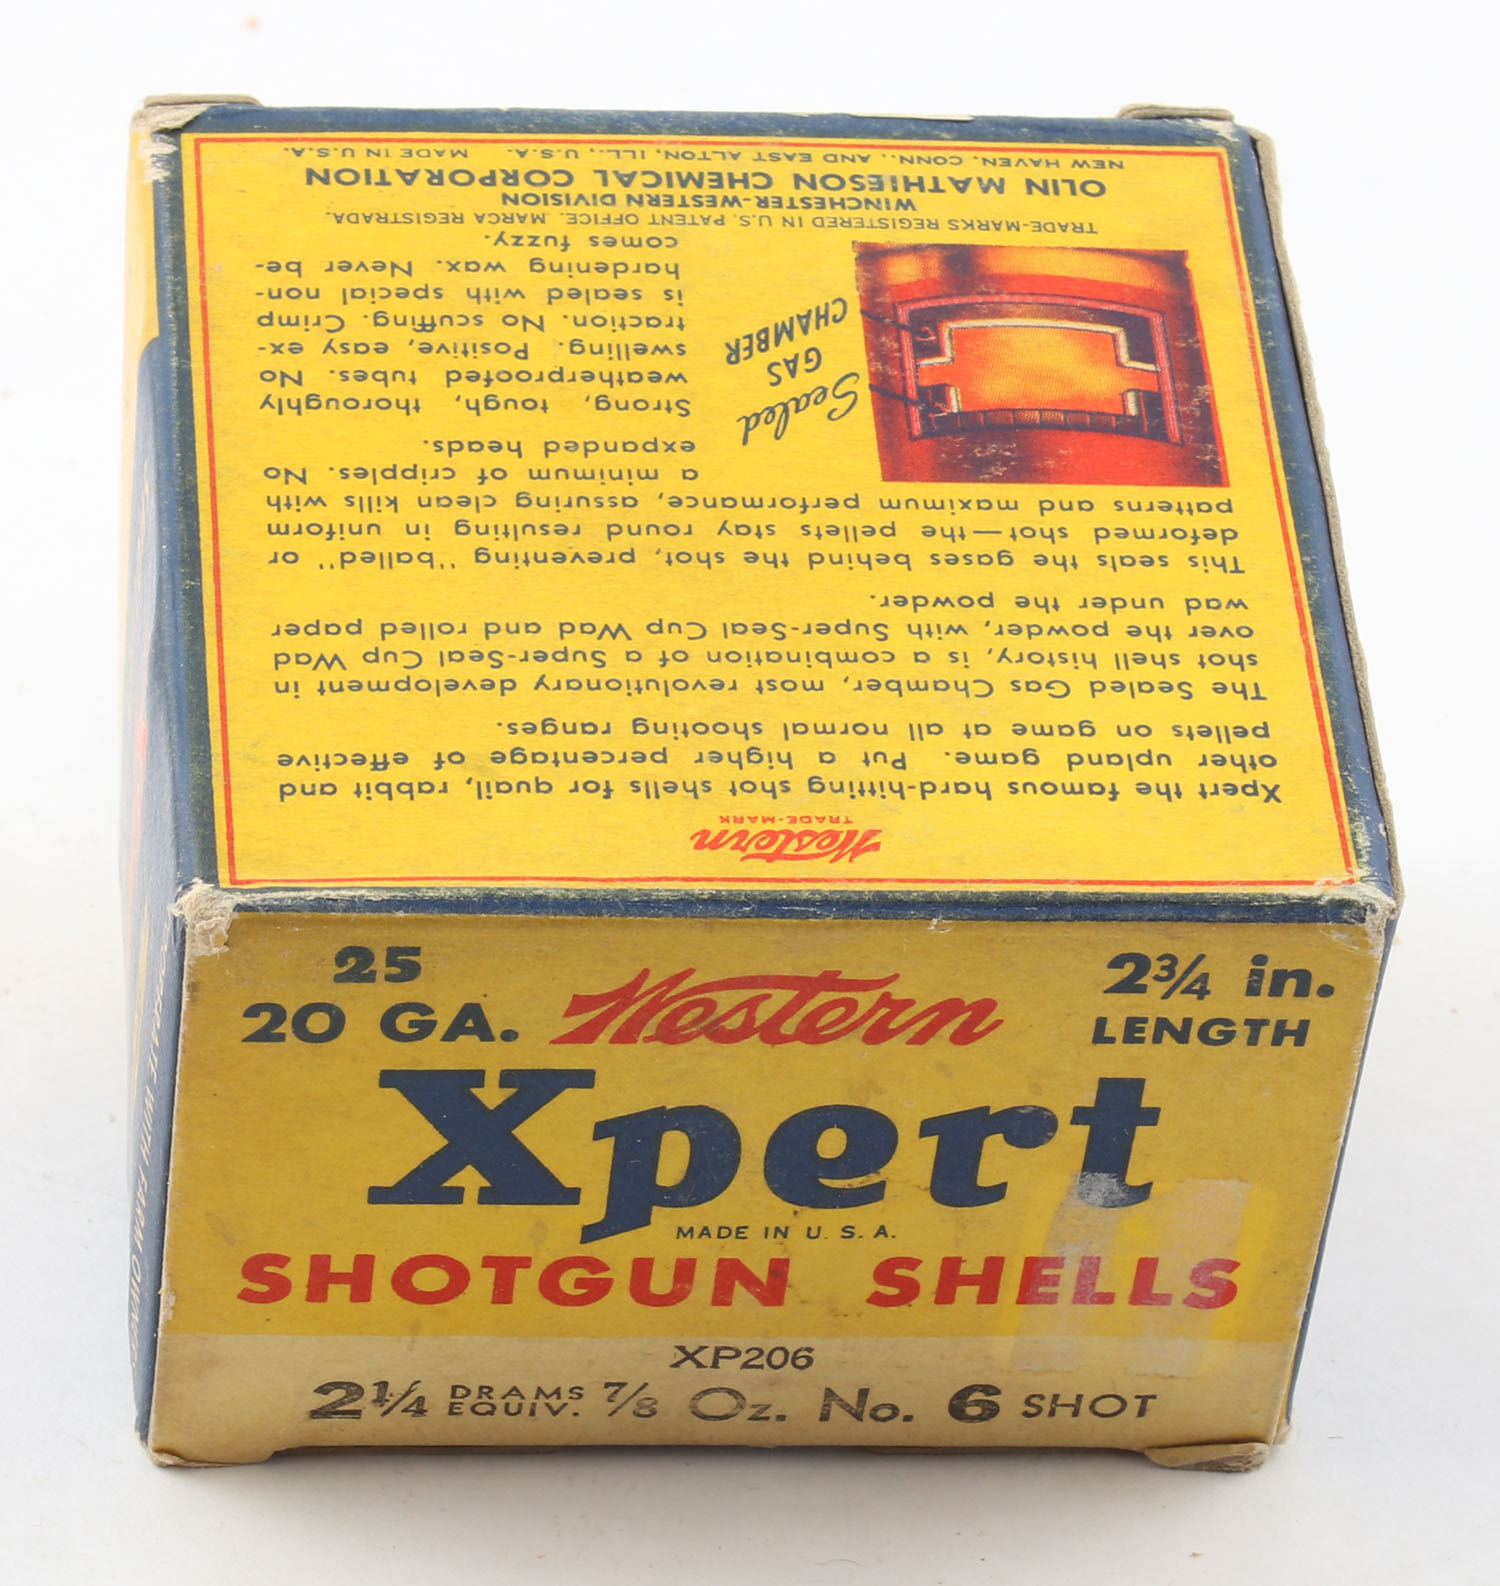 Western
TRADE-MARK
Xpert the famous hard-hitting shot shells for quail, rabbit and
other upland game. Put a higher percentage of effective
pellets on game at all normal shooting ranges.
The Sealed Gas Chamber, most revolutionary development in
shot shell history, is a combination of a Super-Seal Cup Wad
over the powder, with Super-Seal Cup Wad and rolled paper
wad under the powder.
This seals the gases behind the shot, preventing "balled" or
deformed shot—the pellets stay round resulting in uniform
patterns and maximum performance, assuring clean kills with
a minimum of cripples. No
expanded heads.
Strong, tough, thoroughly
weatherproofed tubes. No
swelling. Positive, easy ex-
traction. No scuffing. Crimp
is sealed with special non
hardening wax. Never be-
comes fuzzy.
Sealed
GAS
CHAMBER
TRADE-MARKS REGISTERED IN U.S. PATENT OFFICE. MARCA REGISTRADA.
WINCHESTER-WESTERN DIVISION
OLIN MATHIESON CHEMICAL CORPORATION
NEW HAVEN, CONN., AND EAST ALTON, ILL., U.S.A. MADE IN U.S.A.
25
20 GA.
Western
2 3/4 in.
LENGTH
Xpert
MADE IN U. S. A.
SHOTGUN SHELLS
XP206
2 1/4 DRAMS EQUIV. 7/8 Oz. No. 6 SHOT
WITH FARM